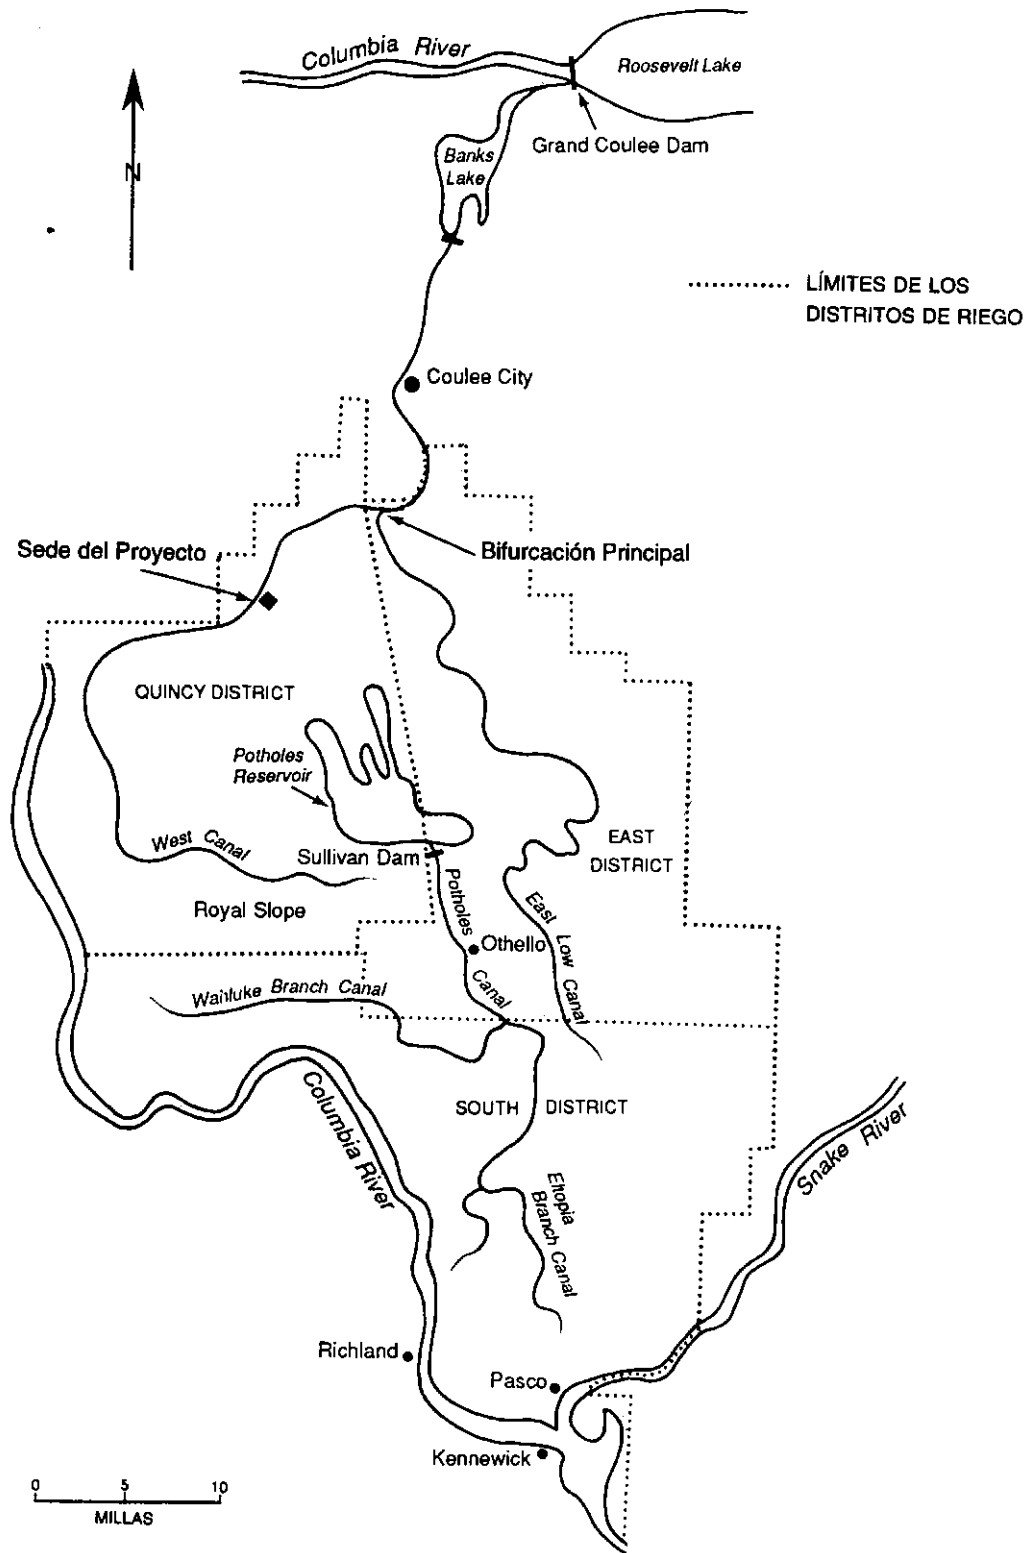 Columbia River
Roosevelt Lake
Grand Coulee Dam
Banks
Lake
N
LÍMITES DE LOS
DISTRITOS DE RIEGO
Coulee City
Sede del Proyecto
Bifurcación Principal
QUINCY DISTRICT
Potholes
Reservoir
West Canal
Sullivan Dam
EAST
DISTRICT
Royal Slope
Potholes Canal
Othello
East Low Canal
Wahluke Branch Canal
Columbia River
SOUTH DISTRICT
Snake River
Eltopia
Branch Canal
Richland
Pasco
Kennewick
0 5 10
MILLAS